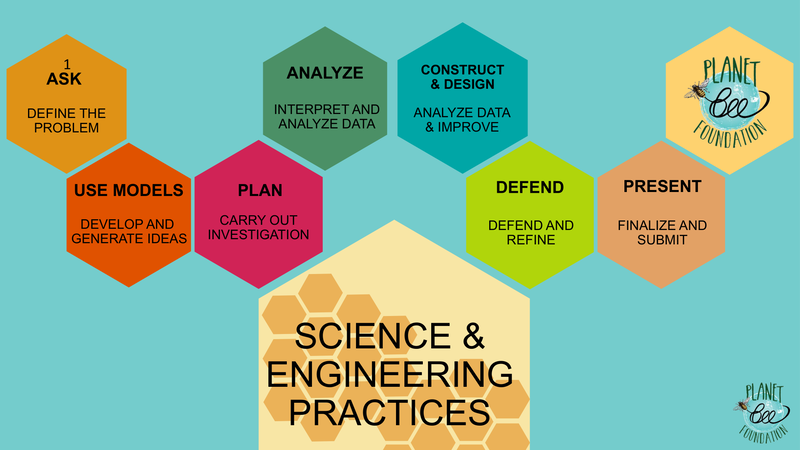 1
ASK
DEFINE THE
PROBLEM
USE MODELS
DEVELOP AND
GENERATE IDEAS
PLAN
CARRY OUT
INVESTIGATION
ANALYZE
INTERPRET AND
ANALYZE DATA
CONSTRUCT
& DESIGN
ANALYZE DATA
& IMPROVE
DEFEND
DEFEND AND
REFINE
PRESENT
FINALIZE AND
SUBMIT
PLANET
Bee
FOUNDATION
SCIENCE &
ENGINEERING
PRACTICES
PLANET
Bee
FOUNDATION